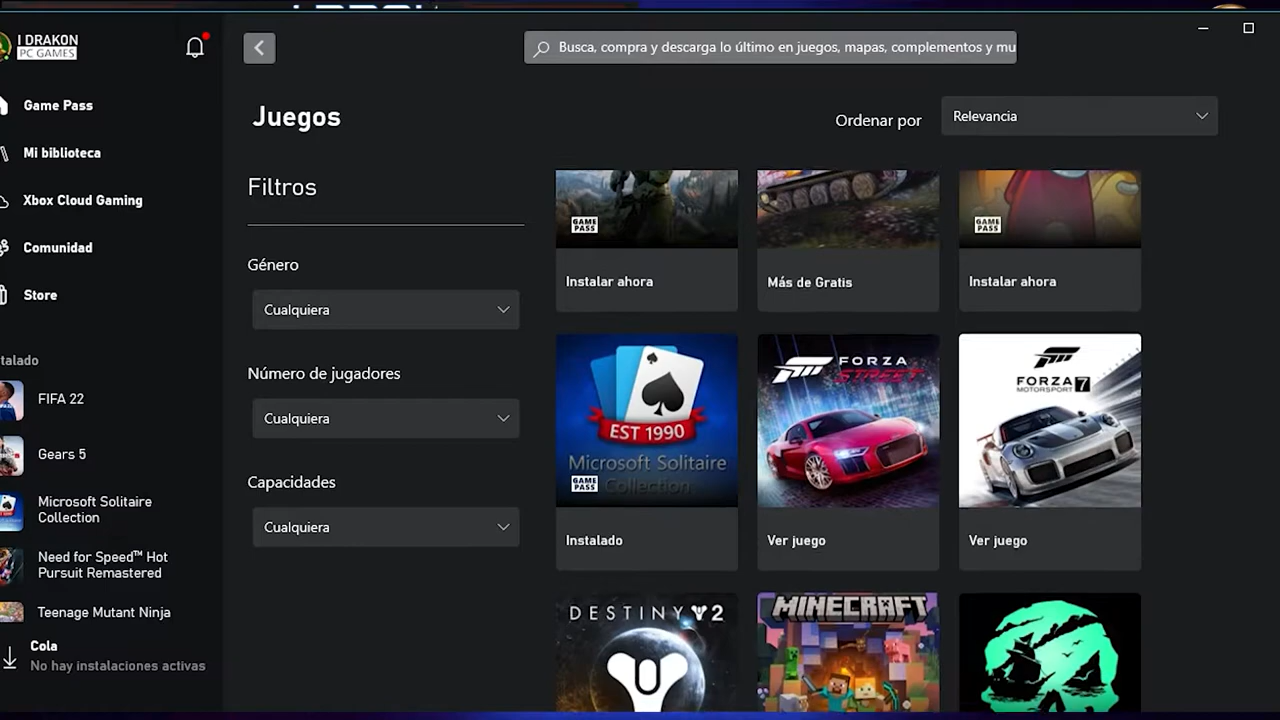 I DRAKON
PC GAMES
Busca, compra y descarga lo último en juegos, mapas, complementos y mu
Game Pass
Mi biblioteca
Xbox Cloud Gaming
Comunidad
Store
talado
FIFA 22
Gears 5
Microsoft Solitaire
Collection
Need for Speed™ Hot
Pursuit Remastered
Teenage Mutant Ninja
Cola
No hay instalaciones activas
Juegos
Ordenar por
Relevancia
Filtros
Género
Cualquiera
Número de jugadores
Cualquiera
Capacidades
Cualquiera
GAME
PASS
Instalar ahora
Más de Gratis
GAME
PASS
Instalar ahora
EST 1990
Microsoft Solitaire
Collection
GAME
PASS
Instalado
FORZA
STREET
Ver juego
FORZA
MOTORSPORT 7
Ver juego
DESTINY 2
MINECRAFT